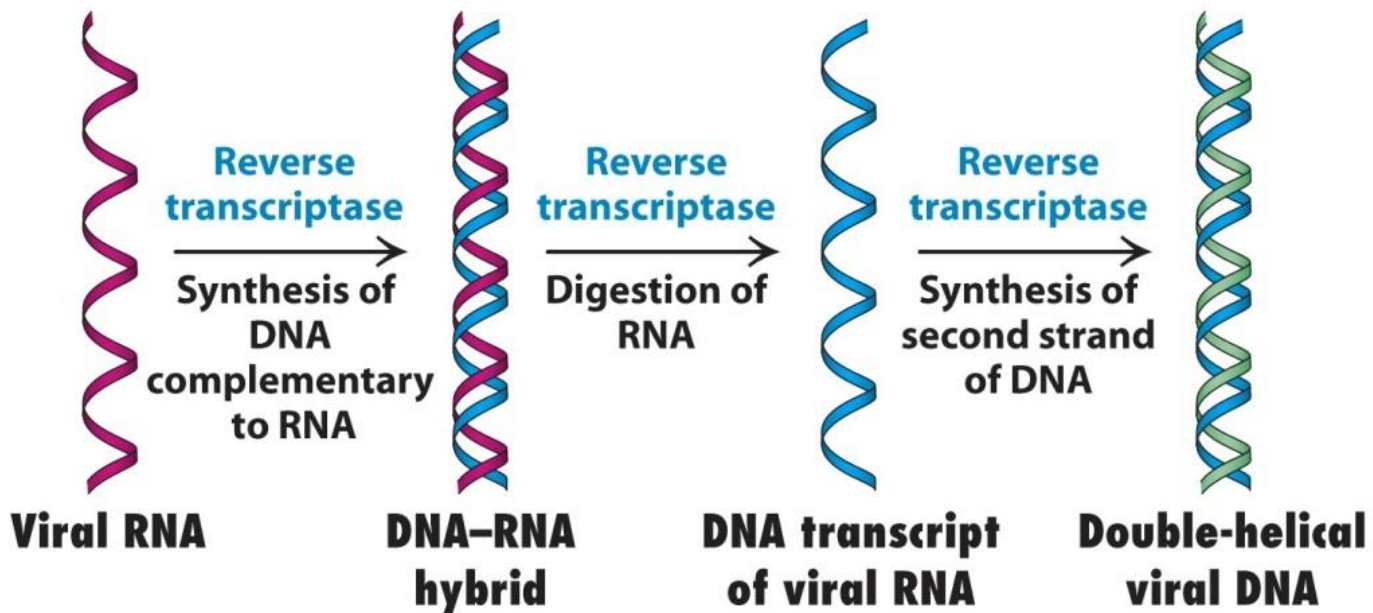 Reverse
transcriptase
Synthesis of
DNA
complementary
to RNA
Reverse
transcriptase
Digestion of
RNA
Reverse
transcriptase
Synthesis of
second strand
of DNA
Viral RNA
DNA–RNA
hybrid
DNA transcript
of viral RNA
Double-helical
viral DNA